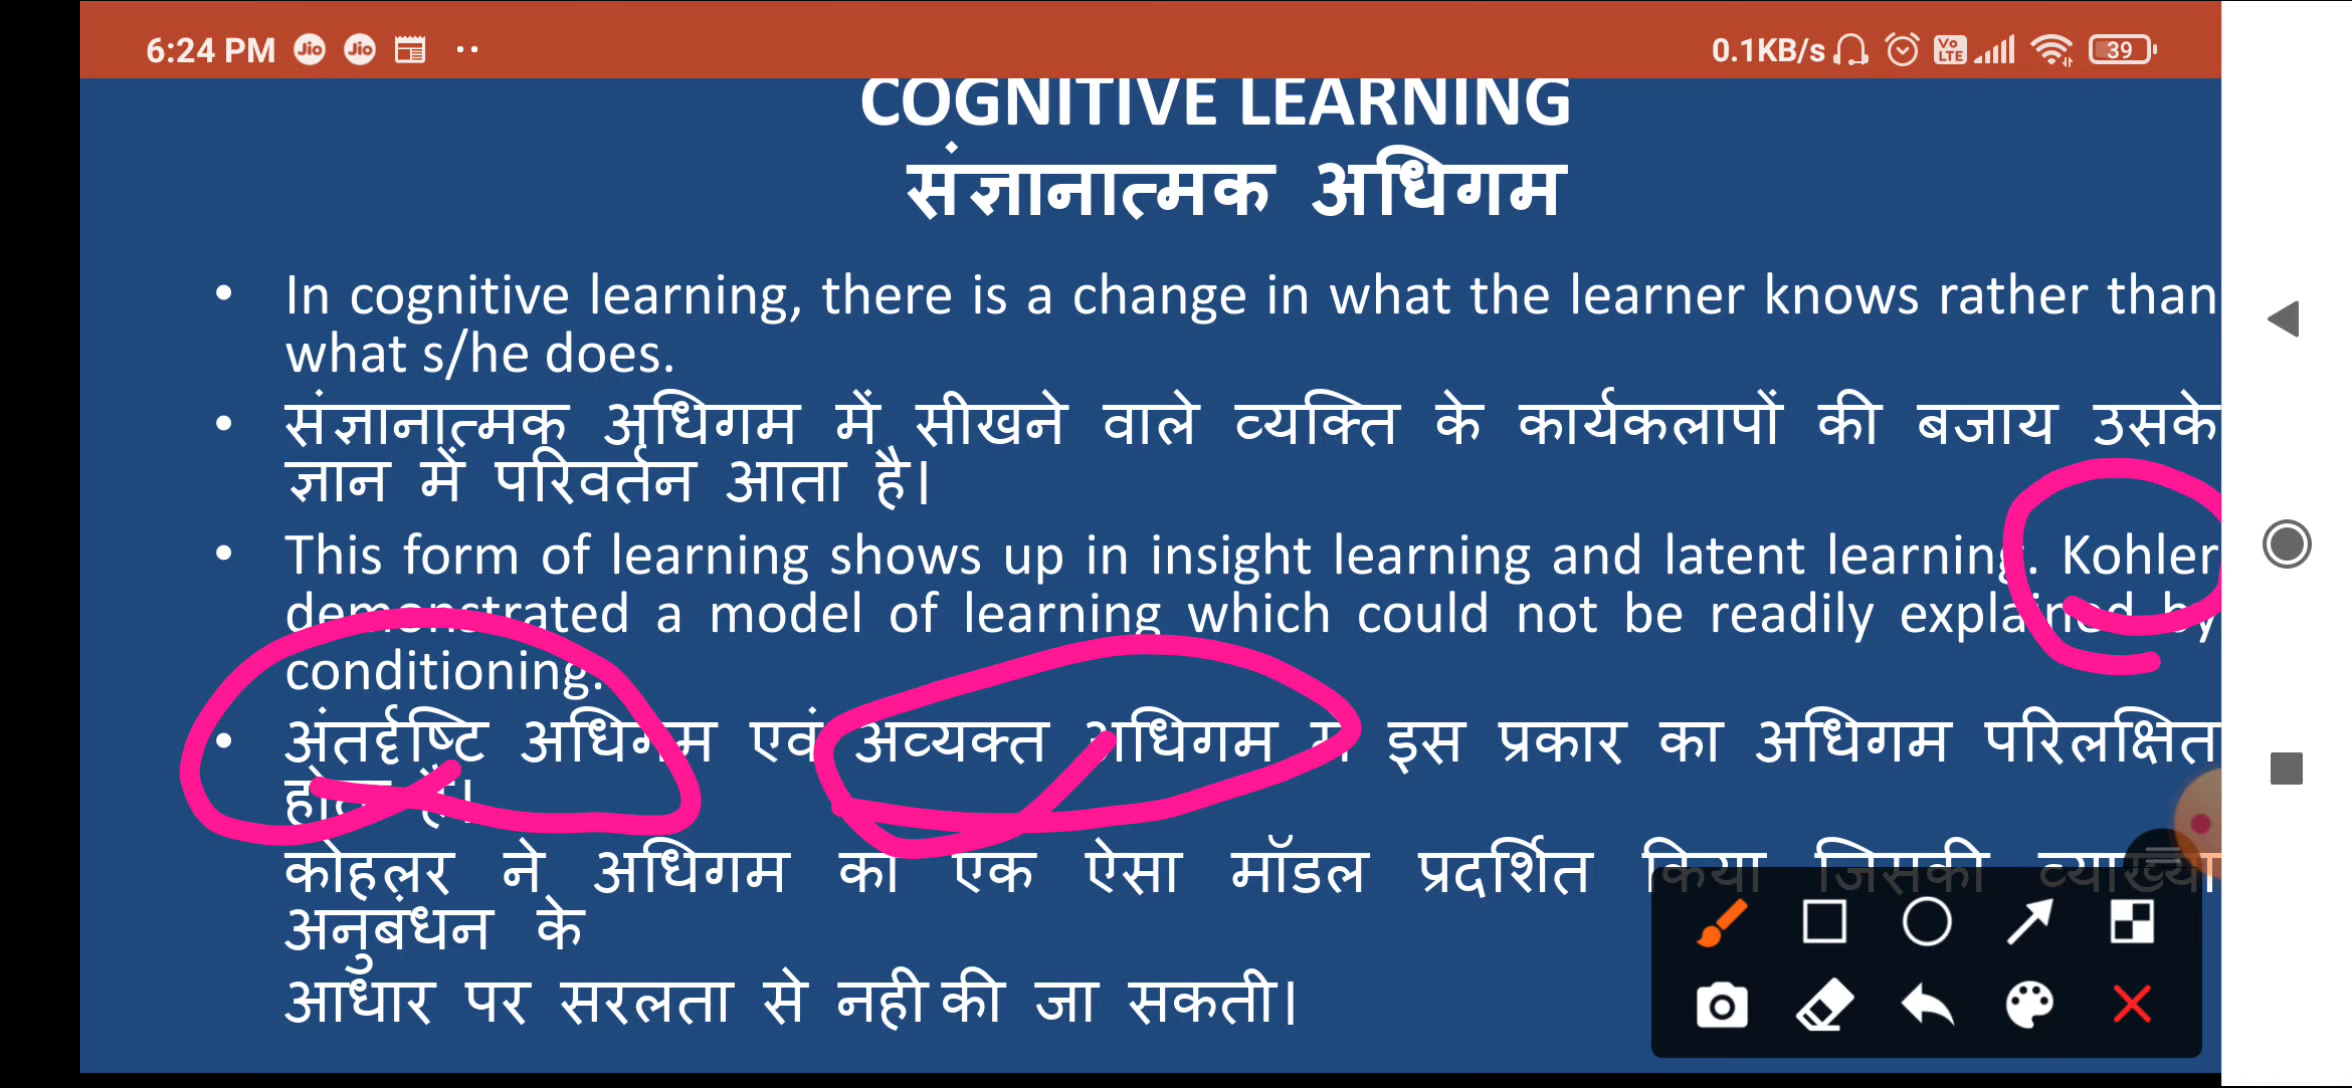 6:24 PM Jio Jio 0.1KB/s Vo LTE 39
COGNITIVE LEARNING
संज्ञानात्मक अधिगम
• In cognitive learning, there is a change in what the learner knows rather than
what s/he does.
• संज्ञानात्मक अधिगम में सीखने वाले व्यक्ति के कार्यकलापों की बजाय उसके
ज्ञान में परिवर्तन आता है।
• This form of learning shows up in insight learning and latent learning. Kohler
demonstrated a model of learning which could not be readily explained by
conditioning.
• अंतर्दृष्टि अधिगम एवं अव्यक्त अधिगम इस प्रकार का अधिगम परिलक्षित
होता है।
कोहलर ने अधिगम का एक ऐसा मॉडल प्रदर्शित किया जिसकी व्याख्या
अनुबंधन के
आधार पर सरलता से नही की जा सकती।